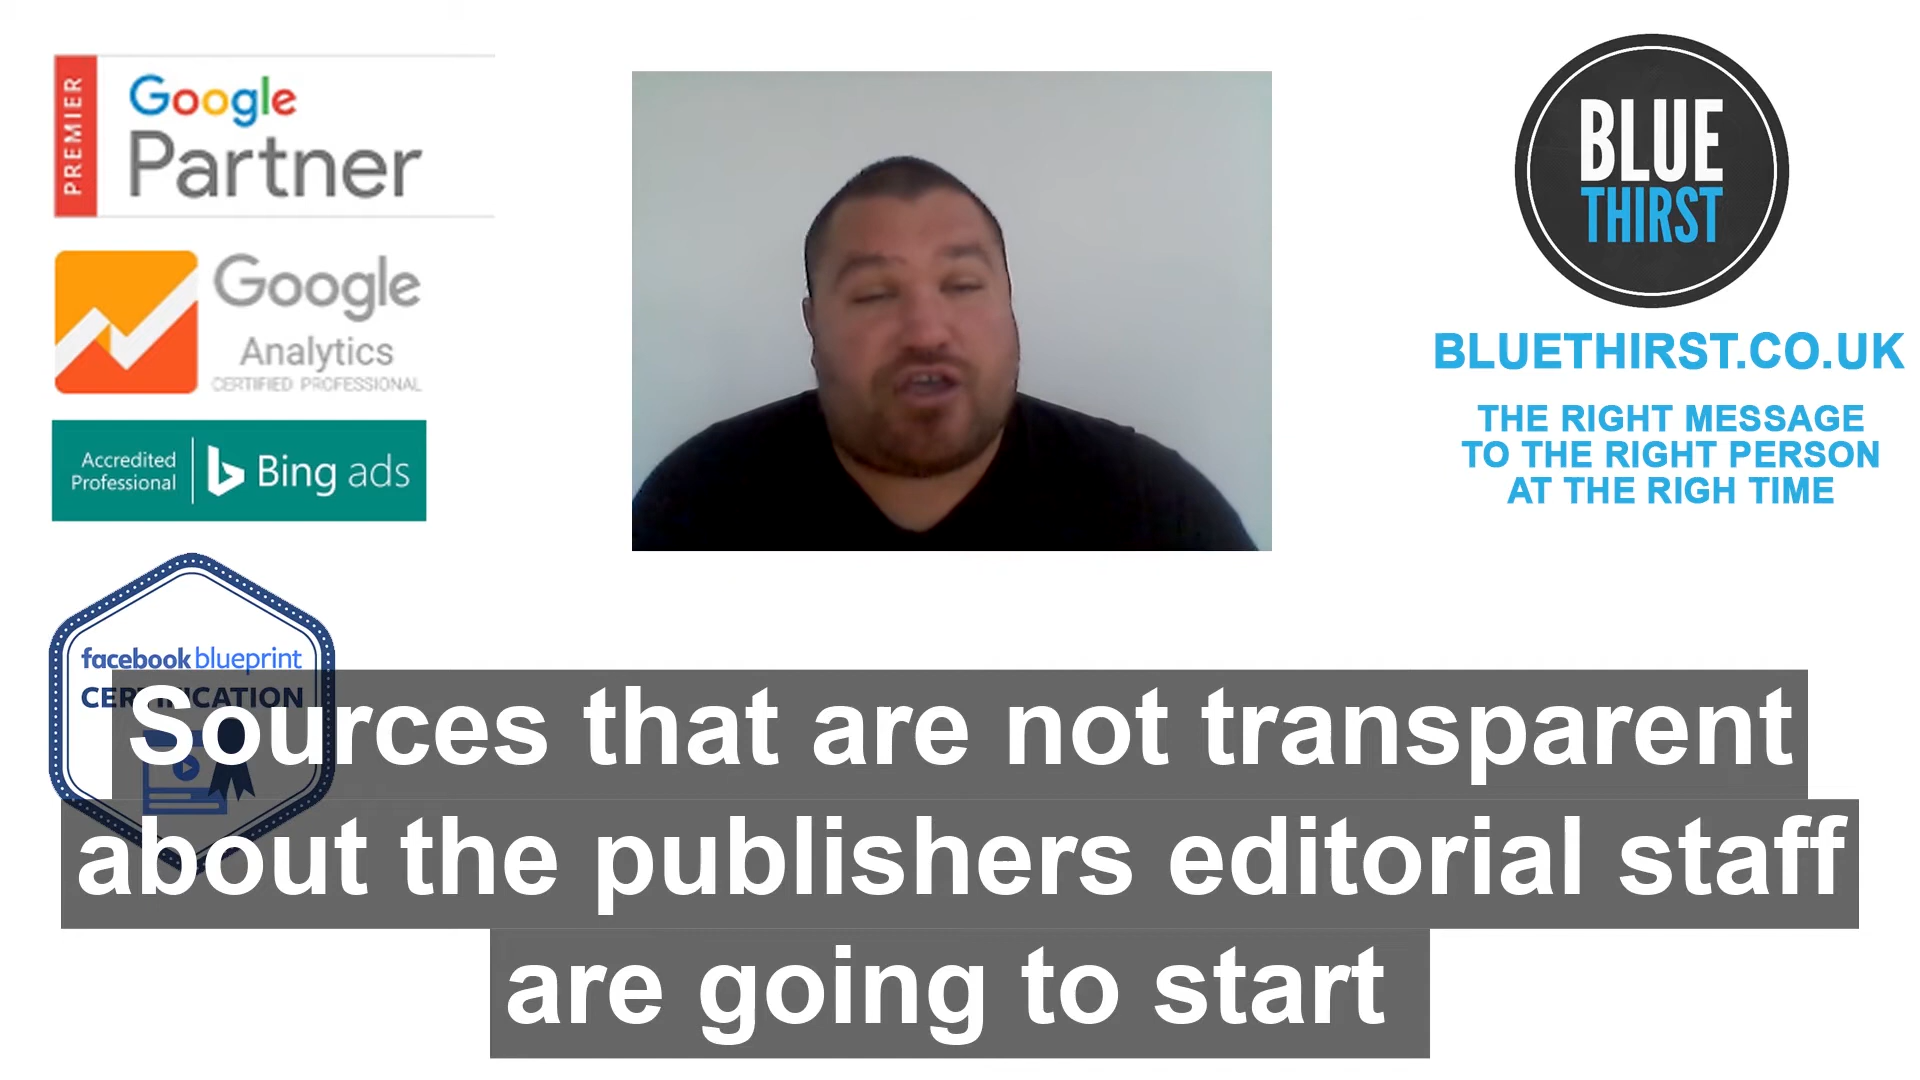 PREMIER
Google
Partner
Google
Analytics
CERTIFIED PROFESSIONAL
Accredited
Professional
Bing ads
facebook blueprint
CERTIFICATION
BLUE
THIRST
BLUETHIRST.CO.UK
THE RIGHT MESSAGE
TO THE RIGHT PERSON
AT THE RIGH TIME
Sources that are not transparent
about the publishers editorial staff
are going to start